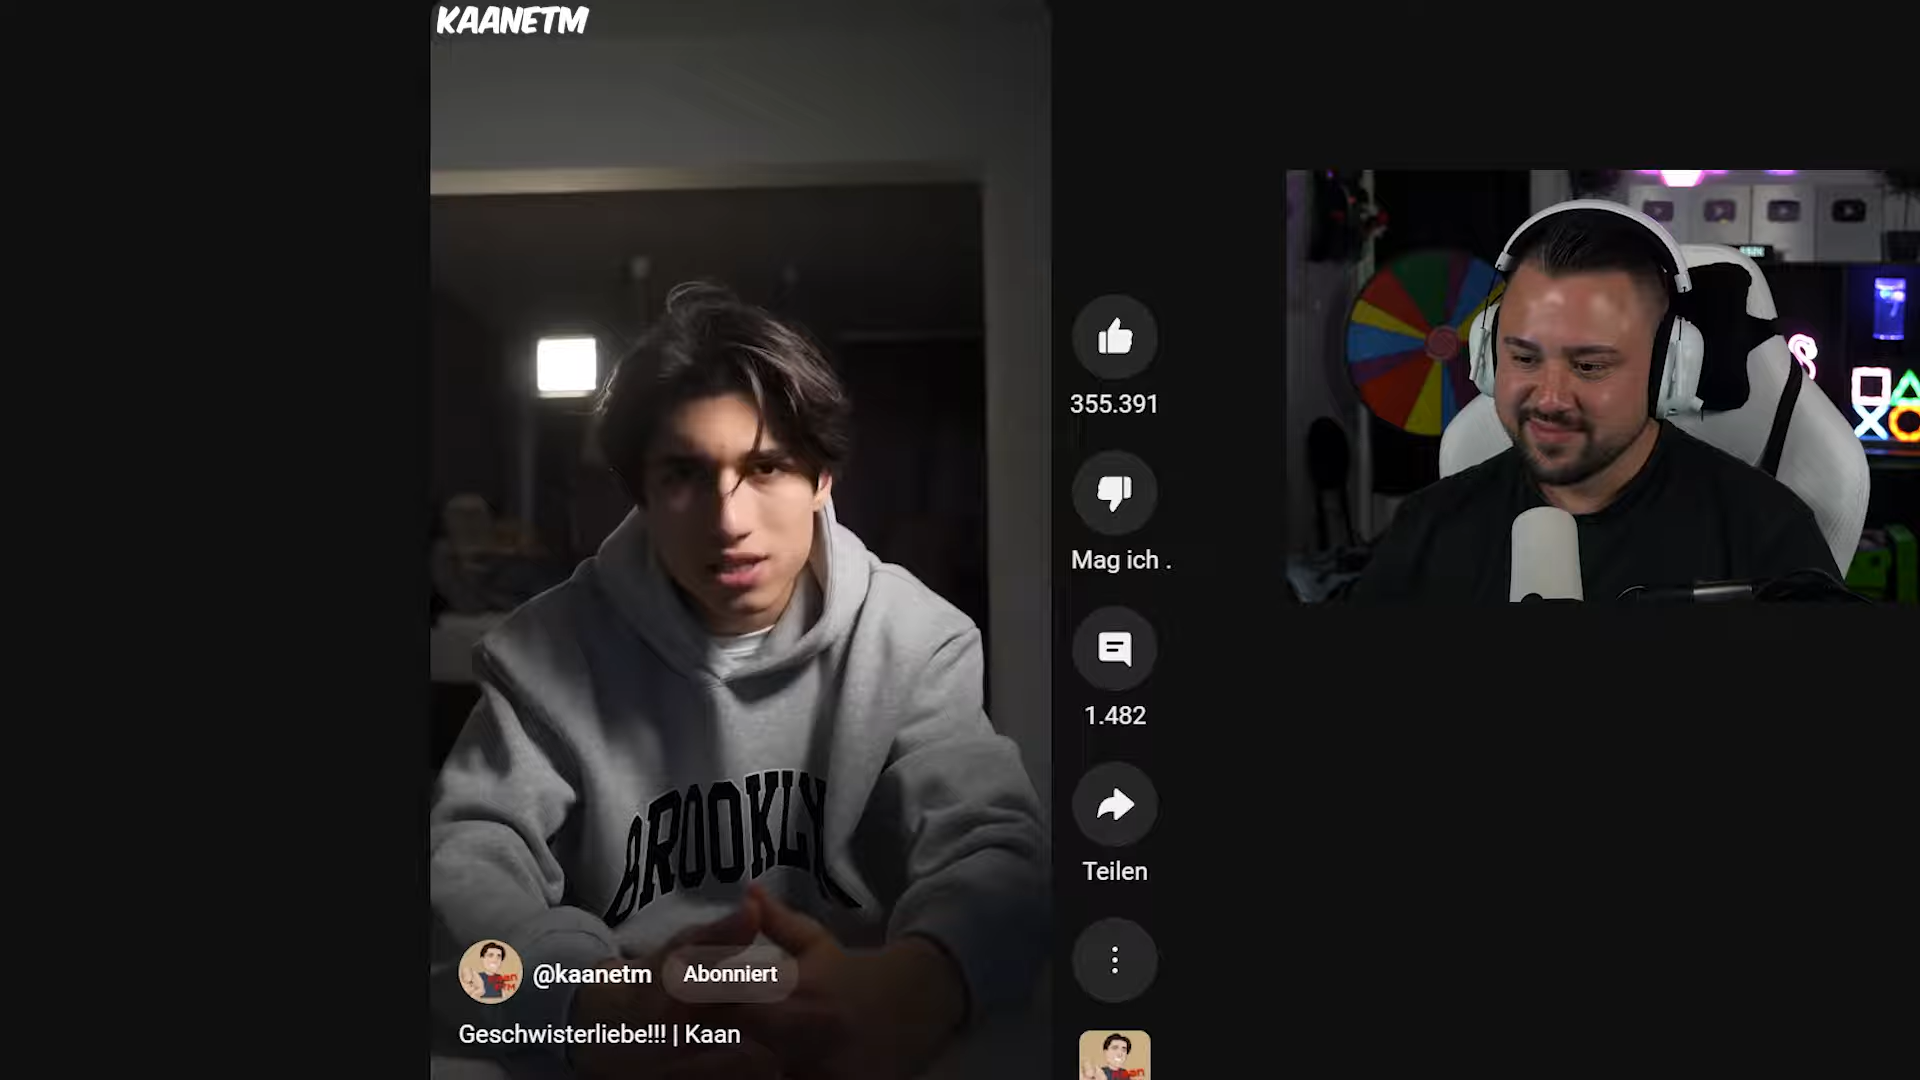 KAANETM
355.391
Mag ich .
1.482
Teilen
BROOKLY
@kaanetm
Abonniert
Geschwisterliebe!!! | Kaan